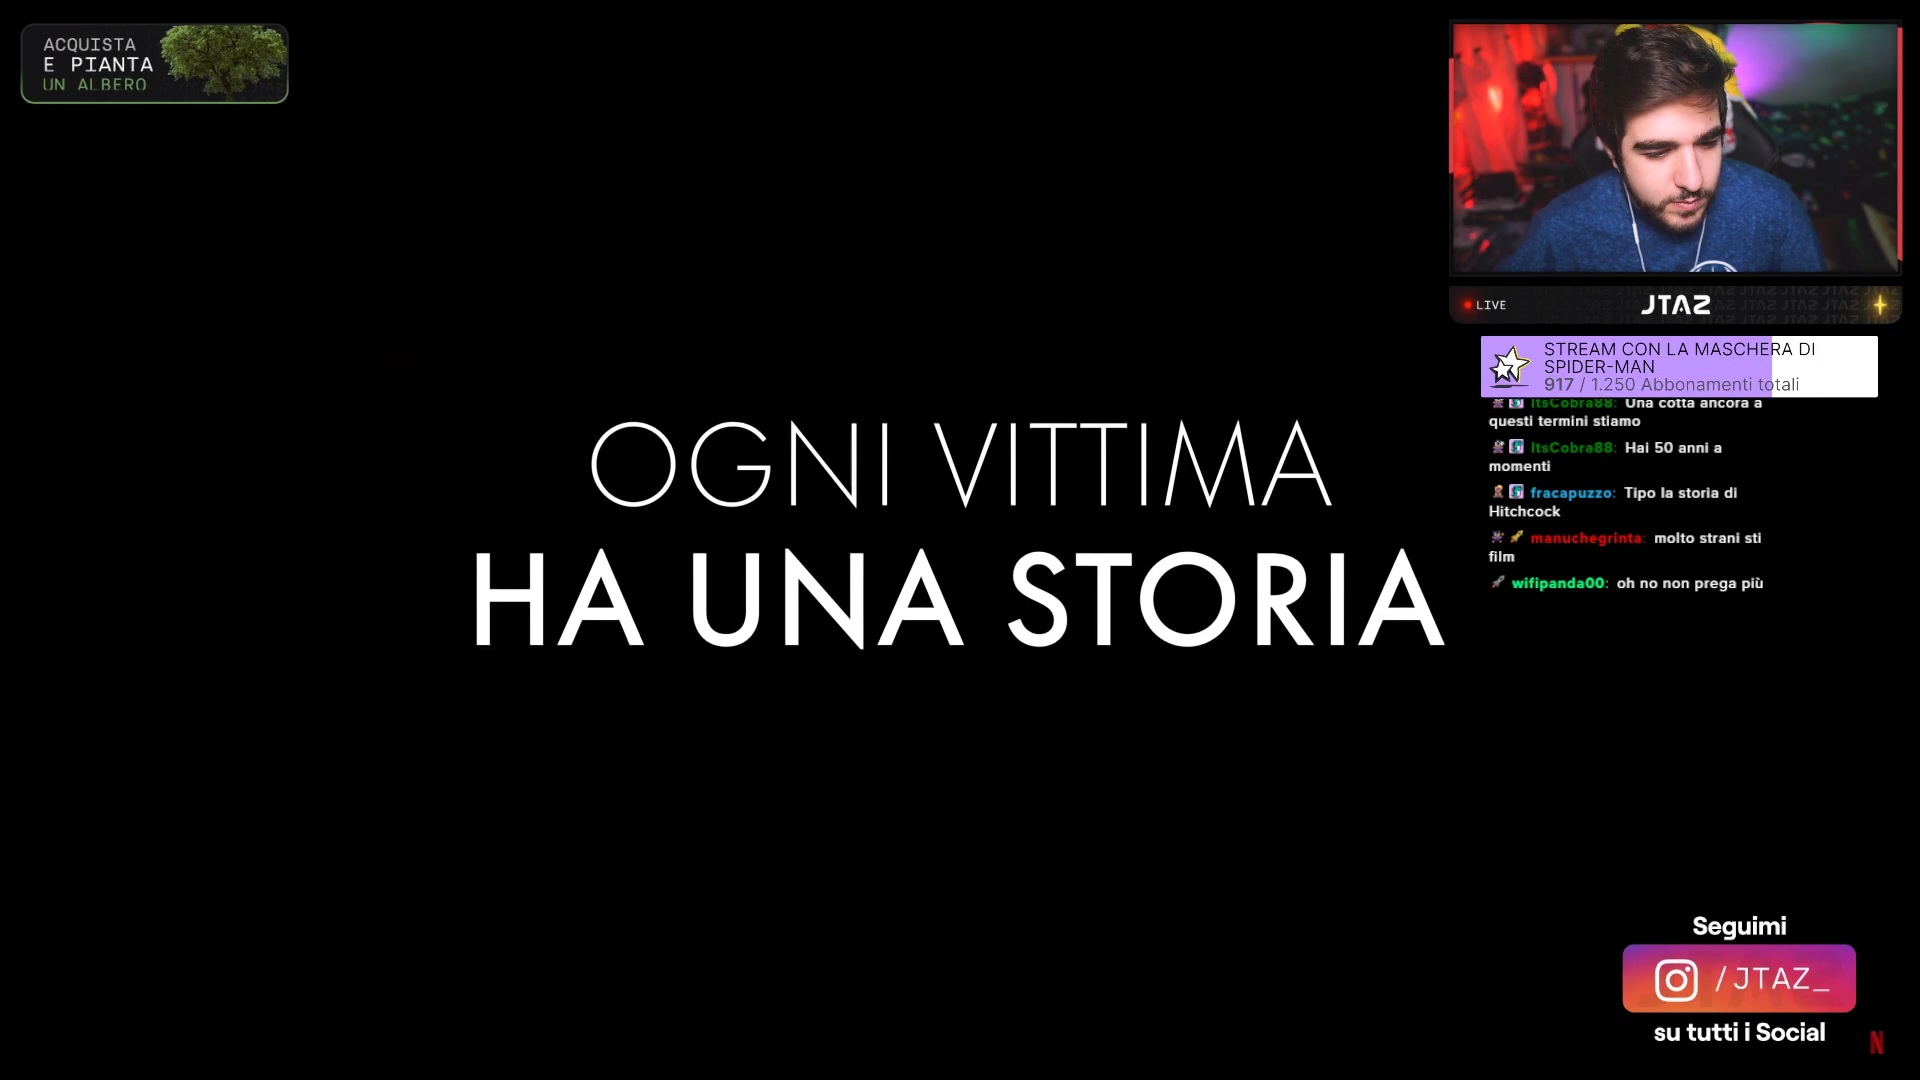 ACQUISTA
E PIANTA
UN ALBERO
LIVE
JTAZ
STREAM CON LA MASCHERA DI
SPIDER-MAN
917 / 1.250 Abbonamenti totali
ItsCobra88: Una cotta ancora a
questi termini stiamo
ItsCobra88: Hai 50 anni a
momenti
fracapuzzo: Tipo la storia di
Hitchcock
manuchegrinta: molto strani sti
film
wifipanda00: oh no non prega più
OGNI VITTIMA
HA UNA STORIA
Seguimi
/JTAZ_
su tutti i Social
N